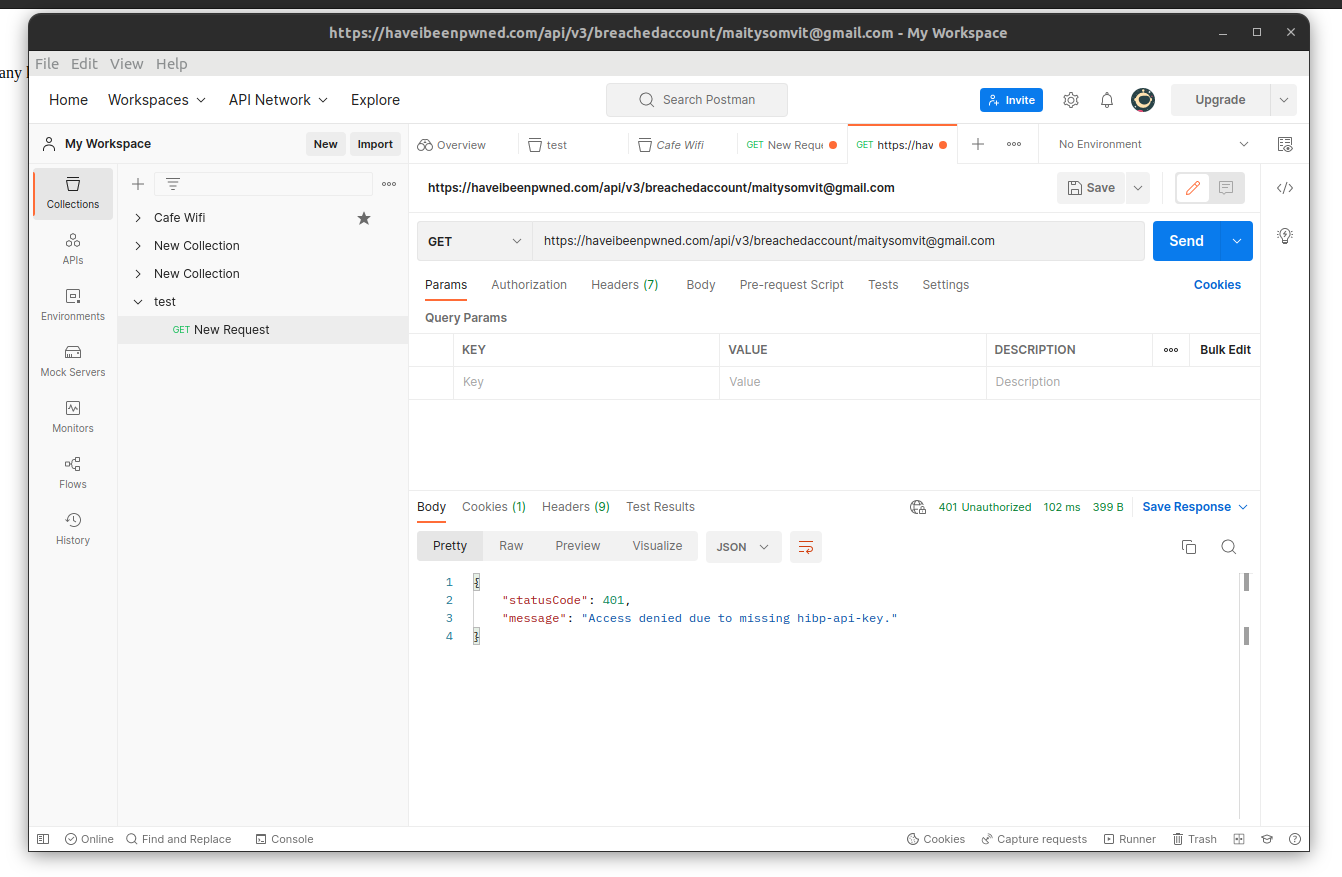 https://haveibeenpwned.com/api/v3/breachedaccount/maitysomvit@gmail.com - My Workspace
File Edit View Help
any
Home Workspaces API Network Explore Search Postman Invite Upgrade
My Workspace New Import
Overview test Cafe Wifi GET New Reque GET https://hav No Environment
https://haveibeenpwned.com/api/v3/breachedaccount/maitysomvit@gmail.com Save
Collections
APIs
Environments
Mock Servers
Monitors
Flows
History
Cafe Wifi
New Collection
New Collection
test
GET New Request
GET https://haveibeenpwned.com/api/v3/breachedaccount/maitysomvit@gmail.com Send
Params Authorization Headers (7) Body Pre-request Script Tests Settings Cookies
Query Params
KEY VALUE DESCRIPTION Bulk Edit
Key Value Description
Body Cookies (1) Headers (9) Test Results 401 Unauthorized 102 ms 399 B Save Response
Pretty Raw Preview Visualize JSON
1 {
2 "statusCode": 401,
3 "message": "Access denied due to missing hibp-api-key."
4 }
Online Find and Replace Console Cookies Capture requests Runner Trash